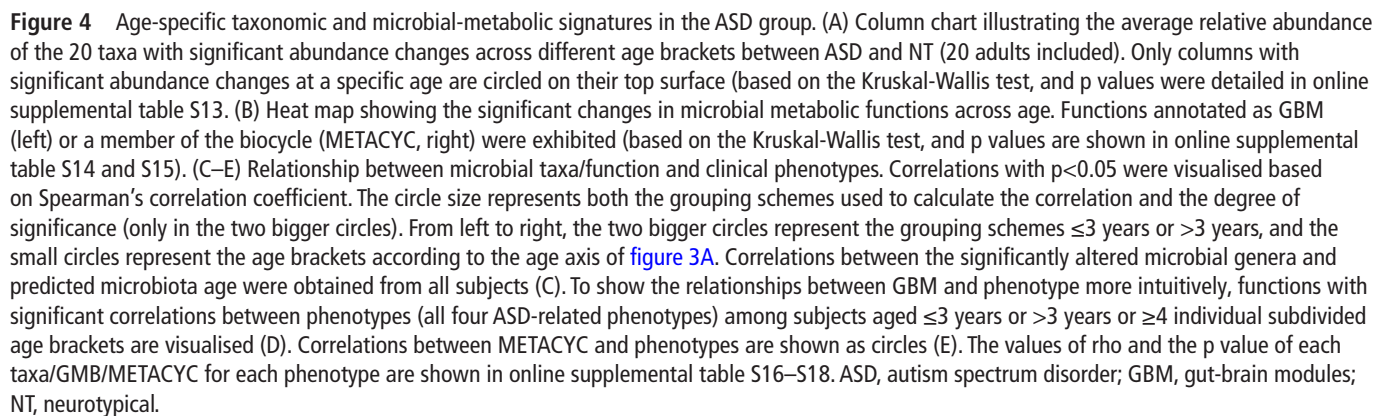 Figure 4 Age-specific taxonomic and microbial-metabolic signatures in the ASD group. (A) Column chart illustrating the average relative abundance
of the 20 taxa with significant abundance changes across different age brackets between ASD and NT (20 adults included). Only columns with
significant abundance changes at a specific age are circled on their top surface (based on the Kruskal-Wallis test, and p values were detailed in online
supplemental table S13. (B) Heat map showing the significant changes in microbial metabolic functions across age. Functions annotated as GBM
(left) or a member of the biocycle (METACYC, right) were exhibited (based on the Kruskal-Wallis test, and p values are shown in online supplemental
table S14 and S15). (C–E) Relationship between microbial taxa/function and clinical phenotypes. Correlations with p<0.05 were visualised based
on Spearman’s correlation coefficient. The circle size represents both the grouping schemes used to calculate the correlation and the degree of
significance (only in the two bigger circles). From left to right, the two bigger circles represent the grouping schemes ≤3 years or >3 years, and the
small circles represent the age brackets according to the age axis of figure 3A. Correlations between the significantly altered microbial genera and
predicted microbiota age were obtained from all subjects (C). To show the relationships between GBM and phenotype more intuitively, functions with
significant correlations between phenotypes (all four ASD-related phenotypes) among subjects aged ≤3 years or >3 years or ≥4 individual subdivided
age brackets are visualised (D). Correlations between METACYC and phenotypes are shown as circles (E). The values of rho and the p value of each
taxa/GMB/METACYC for each phenotype are shown in online supplemental table S16–S18. ASD, autism spectrum disorder; GBM, gut-brain modules;
NT, neurotypical.